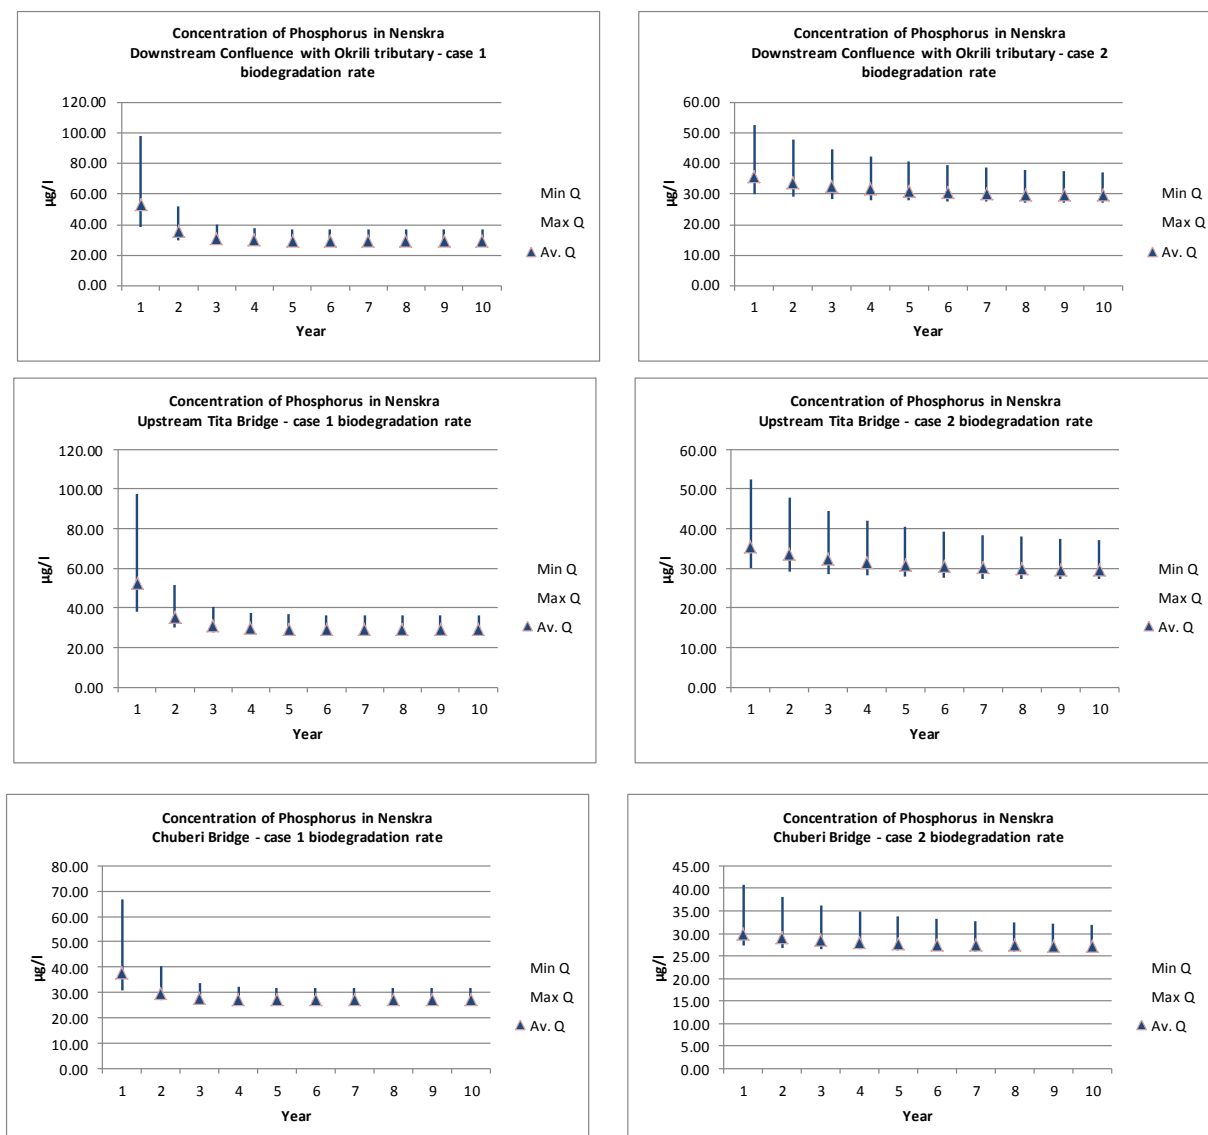 Concentration of Phosphorus in Nenskra
Downstream Confluence with Okrili tributary - case 1
biodegradation rate
120.00
100.00
80.00
60.00
40.00
20.00
0.00
µg/l
1 2 3 4 5 6 7 8 9 10
Year
Min Q
Max Q
Av. Q
Concentration of Phosphorus in Nenskra
Downstream Confluence with Okrili tributary - case 2
biodegradation rate
60.00
50.00
40.00
30.00
20.00
10.00
0.00
µg/l
1 2 3 4 5 6 7 8 9 10
Year
Min Q
Max Q
Av. Q
Concentration of Phosphorus in Nenskra
Upstream Tita Bridge - case 1 biodegradation rate
120.00
100.00
80.00
60.00
40.00
20.00
0.00
µg/l
1 2 3 4 5 6 7 8 9 10
Year
Min Q
Max Q
Av. Q
Concentration of Phosphorus in Nenskra
Upstream Tita Bridge - case 2 biodegradation rate
60.00
50.00
40.00
30.00
20.00
10.00
0.00
µg/l
1 2 3 4 5 6 7 8 9 10
Year
Min Q
Max Q
Av. Q
Concentration of Phosphorus in Nenskra
Chuberi Bridge - case 1 biodegradation rate
80.00
70.00
60.00
50.00
40.00
30.00
20.00
10.00
0.00
µg/l
1 2 3 4 5 6 7 8 9 10
Year
Min Q
Max Q
Av. Q
Concentration of Phosphorus in Nenskra
Chuberi Bridge - case 2 biodegradation rate
45.00
40.00
35.00
30.00
25.00
20.00
15.00
10.00
5.00
0.00
µg/l
1 2 3 4 5 6 7 8 9 10
Year
Min Q
Max Q
Av. Q